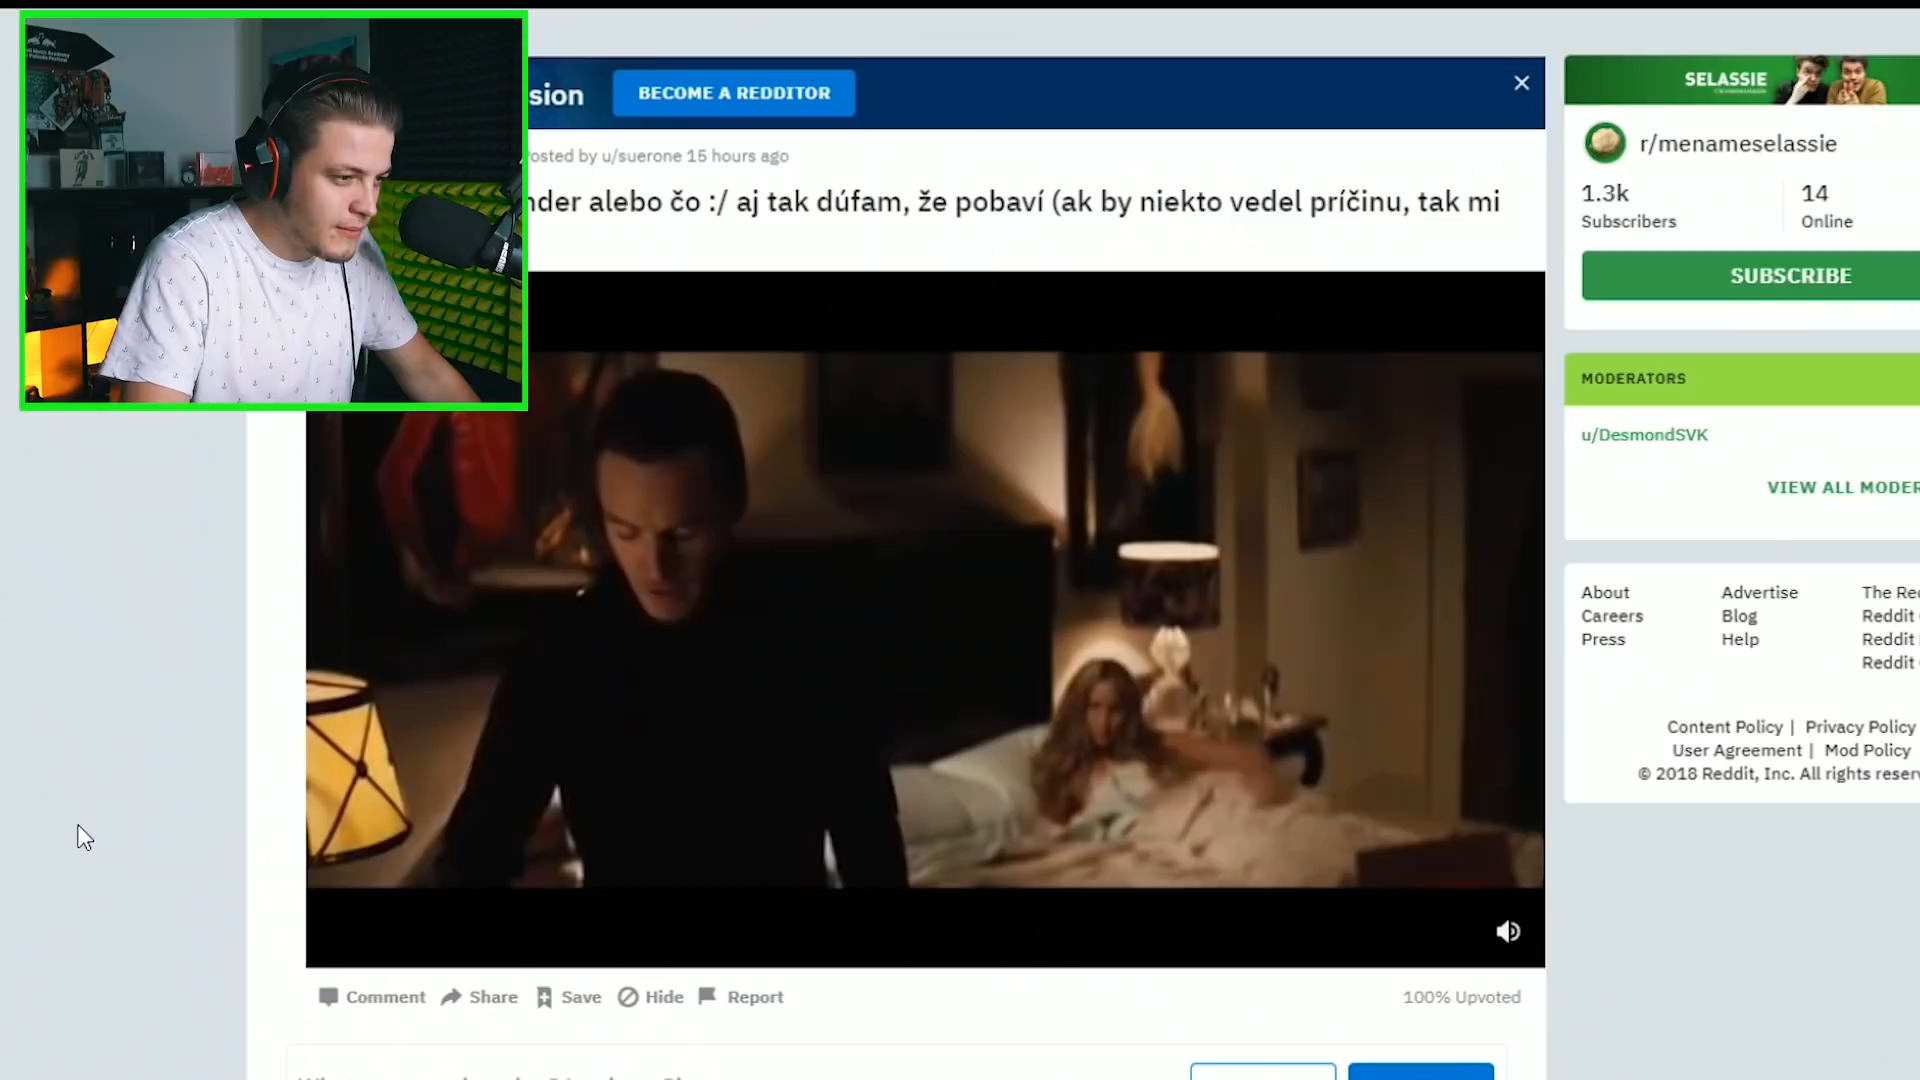 sion
BECOME A REDDITOR
osted by u/suerone 15 hours ago
nder alebo čo :/ aj tak dúfam, že pobaví (ak by niekto vedel príčinu, tak mi
Comment
Share
Save
Hide
Report
100% Upvoted
SELASSIE
r/menameselassie
1.3k
Subscribers
14
Online
SUBSCRIBE
MODERATORS
u/DesmondSVK
VIEW ALL MODER
About
Careers
Press
Advertise
Blog
Help
The Re
Reddit
Reddit
Reddit
Content Policy | Privacy Policy
User Agreement | Mod Policy
© 2018 Reddit, Inc. All rights reserv